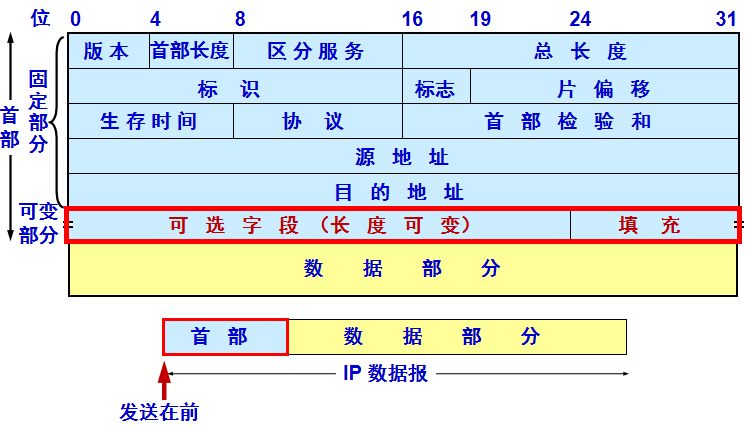 位 0 4 8 16 19 24 31
版本 首部长度 区分服务 总长度
标识 标志 片偏移
生存时间 协议 首部检验和
源地址
目的地址
可选字段（长度可变） 填充
数据部分
首部
固定部分
可变部分
首部 数据部分
IP 数据报
发送在前